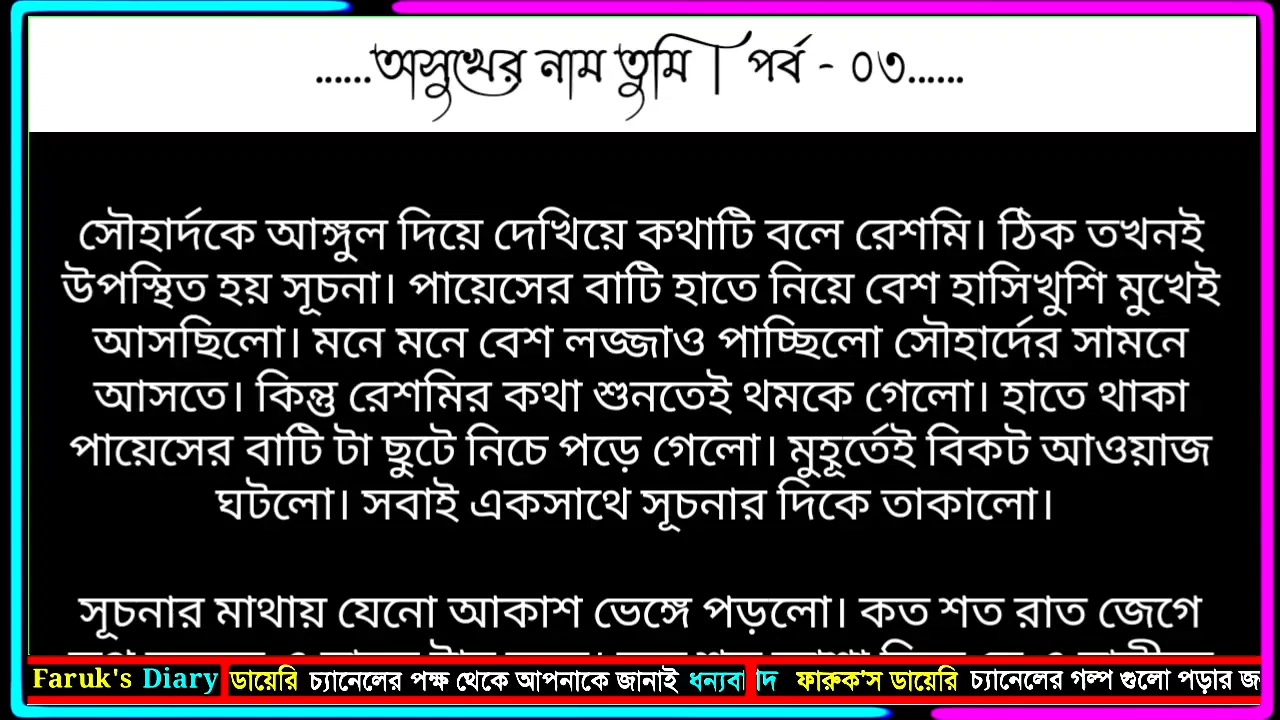 ......অসুখের নাম তুমি | পর্ব - ০৩......
সৌহার্দকে আঙ্গুল দিয়ে দেখিয়ে কথাটি বলে রেশমি। ঠিক তখনই
উপস্থিত হয় সূচনা। পায়েসের বাটি হাতে নিয়ে বেশ হাসিখুশি মুখেই
আসছিলো। মনে মনে বেশ লজ্জাও পাচ্ছিলো সৌহার্দের সামনে
আসতে। কিন্তু রেশমির কথা শুনতেই থমকে গেলো। হাতে থাকা
পায়েসের বাটি টা ছুটে নিচে পড়ে গেলো। মুহূর্তেই বিকট আওয়াজ
ঘটলো। সবাই একসাথে সূচনার দিকে তাকালো।
সূচনার মাথায় যেনো আকাশ ভেঙ্গে পড়লো। কত শত রাত জেগে
Faruk's Diary ডায়েরি চ্যানেলের পক্ষ থেকে আপনাকে জানাই ধন্যবাদ ফারুক'স ডায়েরি চ্যানেলের গল্প গুলো পড়ার